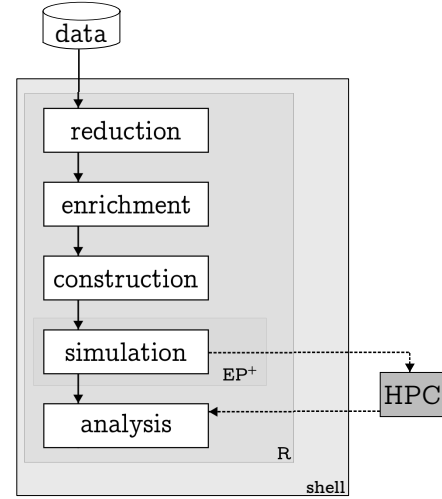 data
reduction
enrichment
construction
simulation
EP⁺
HPC
analysis
R
shell